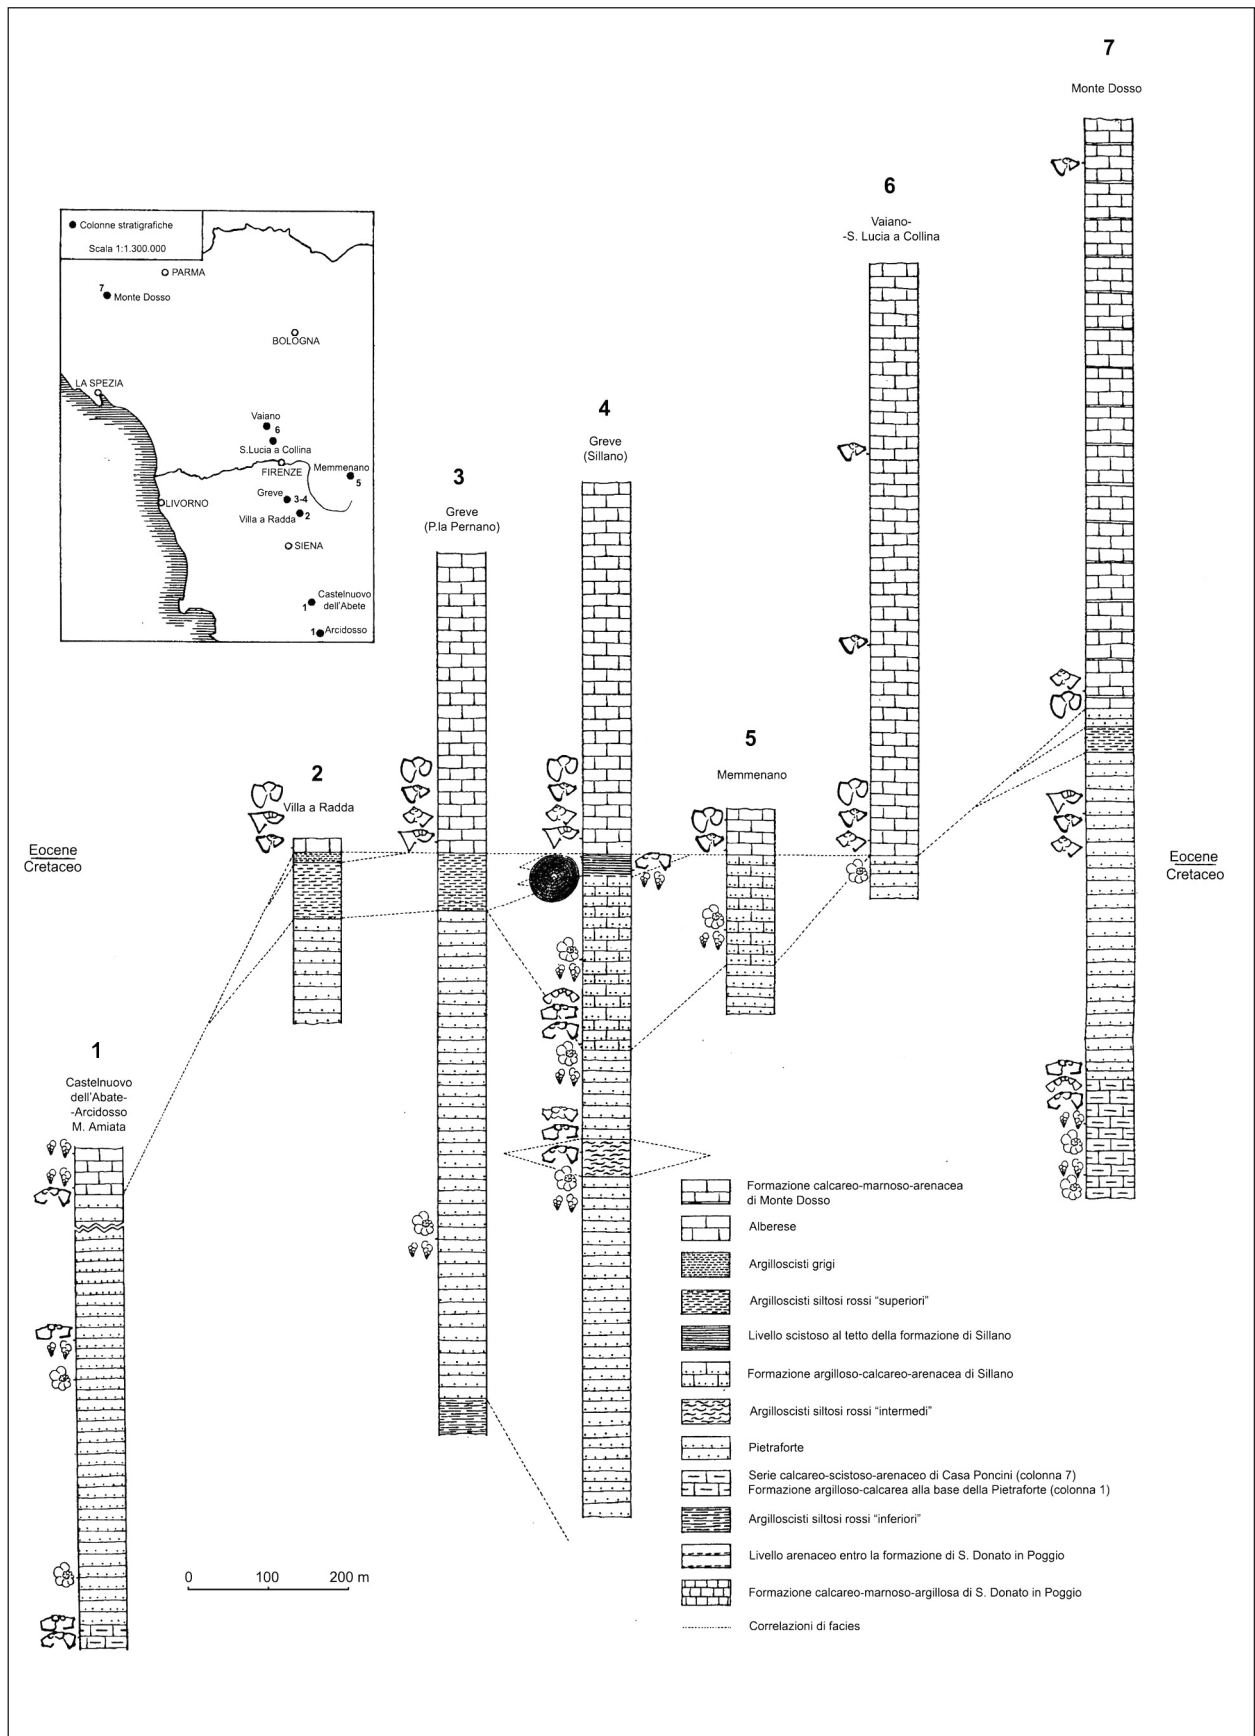 7
Monte Dosso
6
Vaiano-
-S. Lucia a Collina
Colonne stratigrafiche
Scala 1:1.300.000
PARMA
7
Monte Dosso
BOLOGNA
LA SPEZIA
Vaiano
6
S.Lucia a Collina
FIRENZE
Memmenano
5
Greve
3-4
LIVORNO
Villa a Radda
2
SIENA
Castelnuovo
dell'Abete
1
1
Arcidosso
4
Greve
(Sillano)
3
Greve
(P.la Pernano)
5
Memmenano
2
Villa a Radda
Eocene
Cretaceo
Eocene
Cretaceo
1
Castelnuovo
dell'Abate-
-Arcidosso
M. Amiata
Formazione calcareo-marnoso-arenacea
di Monte Dosso
Alberese
Argilloscisti grigi
Argilloscisti siltosi rossi "superiori"
Livello scistoso al tetto della formazione di Sillano
Formazione argilloso-calcareo-arenacea di Sillano
Argilloscisti siltosi rossi "intermedi"
Pietraforte
Serie calcareo-scistoso-arenaceo di Casa Poncini (colonna 7)
Formazione argilloso-calcarea alla base della Pietraforte (colonna 1)
Argilloscisti siltosi rossi "inferiori"
Livello arenaceo entro la formazione di S. Donato in Poggio
Formazione calcareo-marnoso-argillosa di S. Donato in Poggio
Correlazioni di facies
0 100 200 m